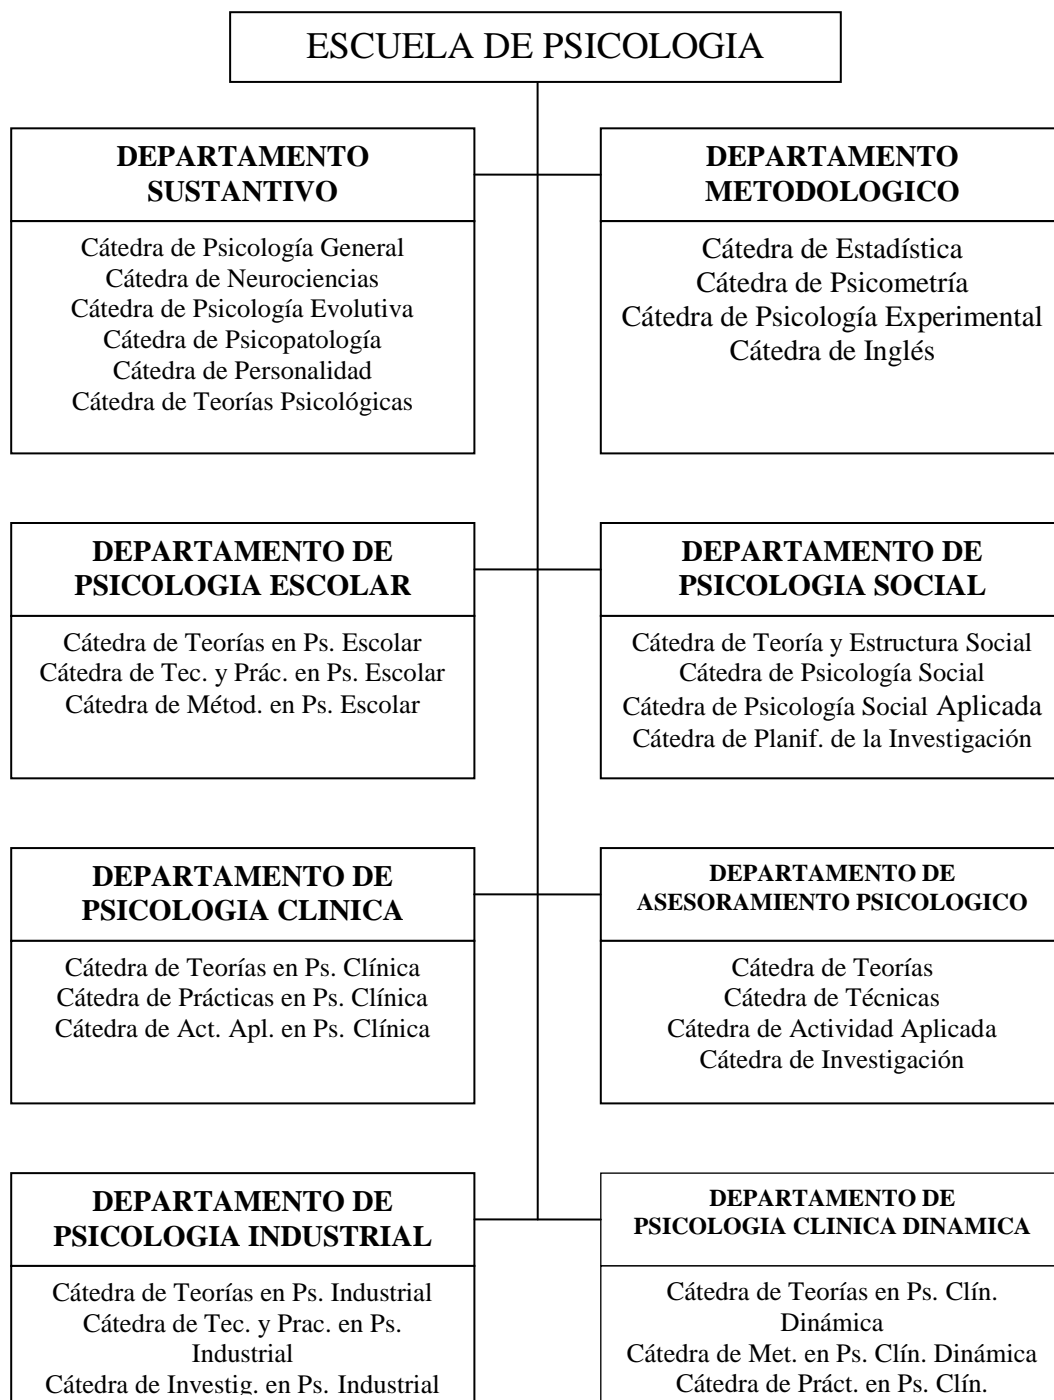 ESCUELA DE PSICOLOGIA
DEPARTAMENTO
SUSTANTIVO
Cátedra de Psicología General
Cátedra de Neurociencias
Cátedra de Psicología Evolutiva
Cátedra de Psicopatología
Cátedra de Personalidad
Cátedra de Teorías Psicológicas
DEPARTAMENTO
METODOLOGICO
Cátedra de Estadística
Cátedra de Psicometría
Cátedra de Psicología Experimental
Cátedra de Inglés
DEPARTAMENTO DE
PSICOLOGIA ESCOLAR
Cátedra de Teorías en Ps. Escolar
Cátedra de Tec. y Prác. en Ps. Escolar
Cátedra de Métod. en Ps. Escolar
DEPARTAMENTO DE
PSICOLOGIA SOCIAL
Cátedra de Teoría y Estructura Social
Cátedra de Psicología Social
Cátedra de Psicología Social Aplicada
Cátedra de Planif. de la Investigación
DEPARTAMENTO DE
PSICOLOGIA CLINICA
Cátedra de Teorías en Ps. Clínica
Cátedra de Prácticas en Ps. Clínica
Cátedra de Act. Apl. en Ps. Clínica
DEPARTAMENTO DE
ASESORAMIENTO PSICOLOGICO
Cátedra de Teorías
Cátedra de Técnicas
Cátedra de Actividad Aplicada
Cátedra de Investigación
DEPARTAMENTO DE
PSICOLOGIA INDUSTRIAL
Cátedra de Teorías en Ps. Industrial
Cátedra de Tec. y Prac. en Ps.
Industrial
Cátedra de Investig. en Ps. Industrial
DEPARTAMENTO DE
PSICOLOGIA CLINICA DINAMICA
Cátedra de Teorías en Ps. Clín.
Dinámica
Cátedra de Met. en Ps. Clín. Dinámica
Cátedra de Práct. en Ps. Clín.